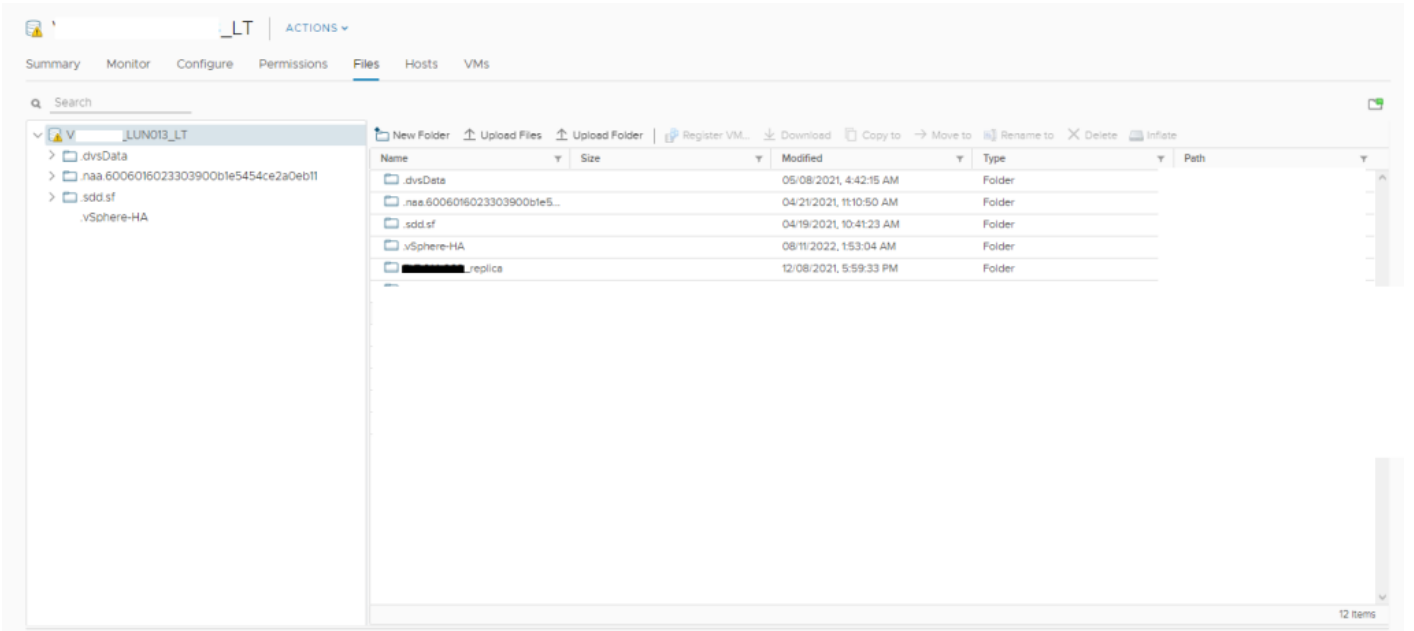 _LT ACTIONS
Summary Monitor Configure Permissions Files Hosts VMs
Search
V _LUN013_LT
.dvsData
.naa.6006016023303900b1e5454ce2a0eb11
.sdd.sf
.vSphere-HA
New Folder Upload Files Upload Folder | Register VM... Download Copy to Move to Rename to Delete Inflate
Name Size Modified Type Path
.dvsData 05/08/2021, 4:42:15 AM Folder
.naa.6006016023303900b1e5... 04/21/2021, 11:10:50 AM Folder
.sdd.sf 04/19/2021, 10:41:23 AM Folder
.vSphere-HA 08/11/2022, 1:53:04 AM Folder
_replica 12/08/2021, 5:59:33 PM Folder
12 items